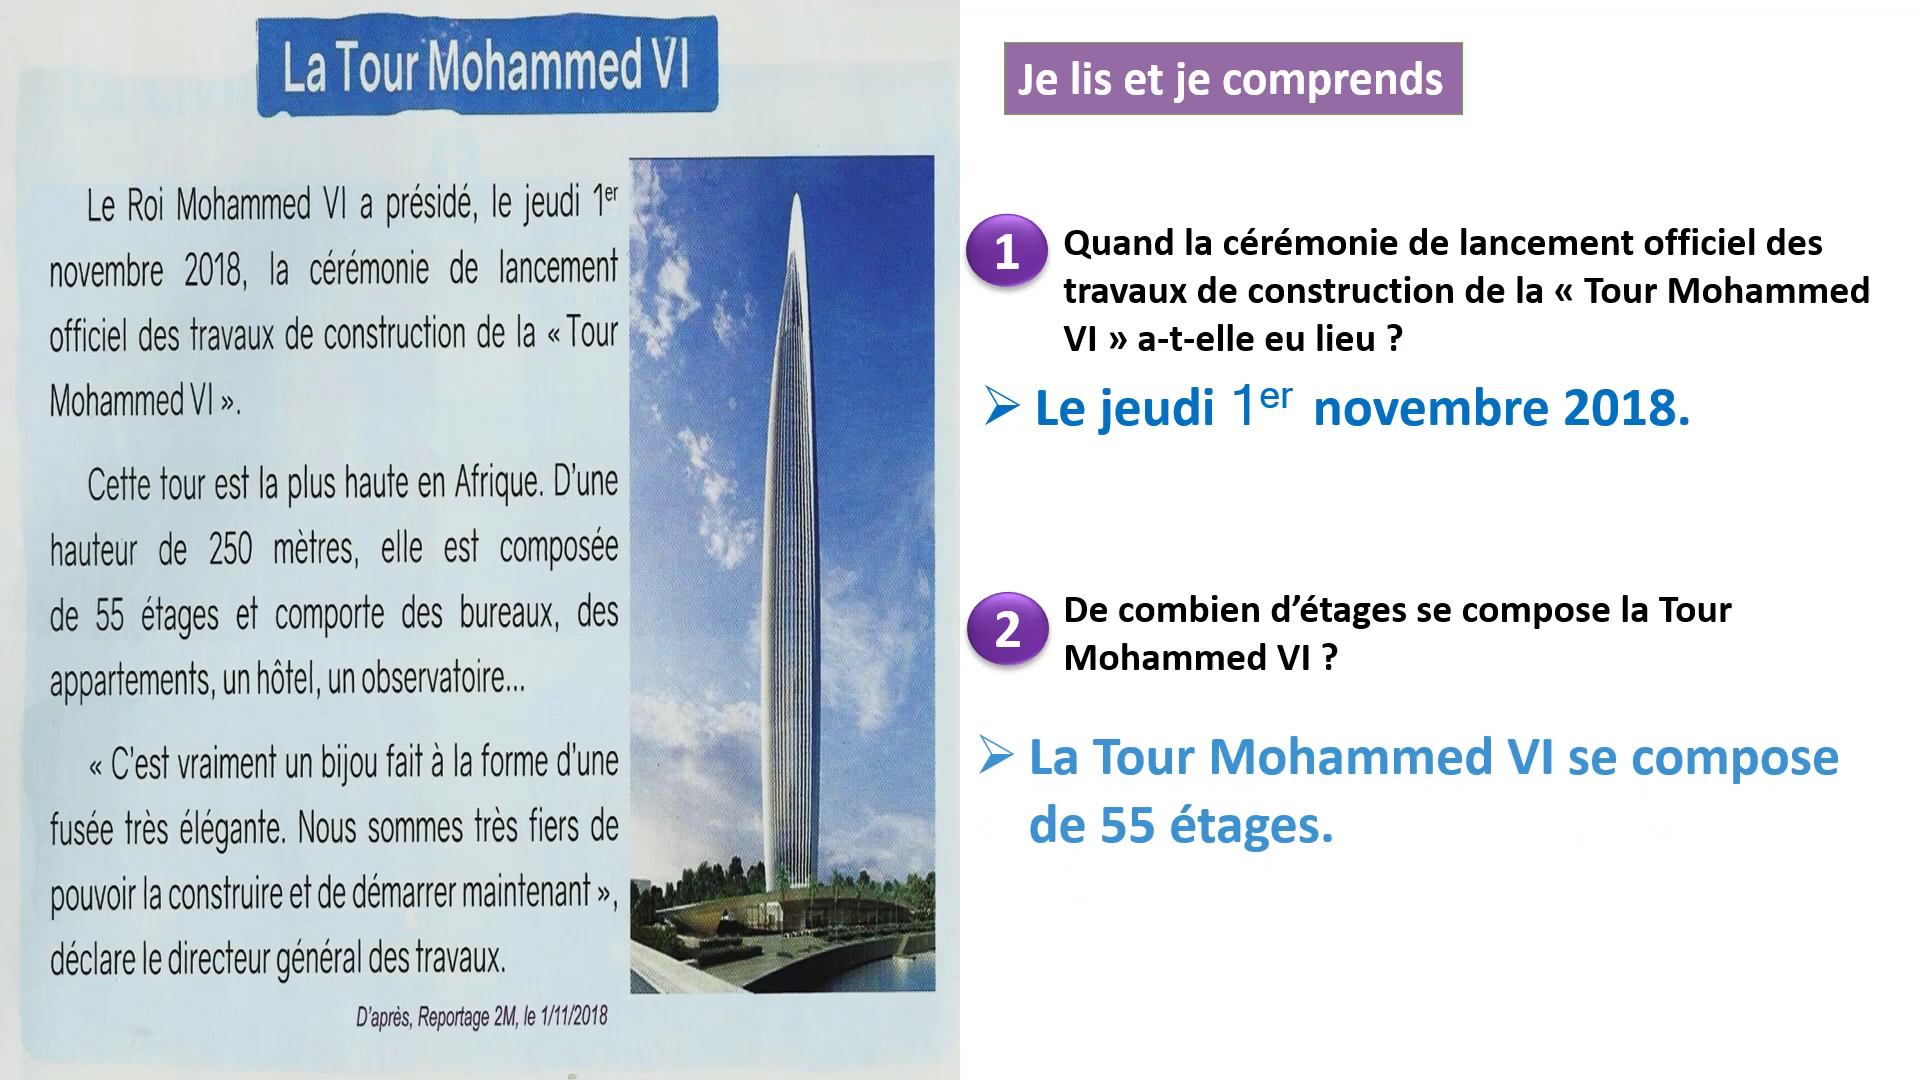 La Tour Mohammed VI
Le Roi Mohammed VI a présidé, le jeudi 1er
novembre 2018, la cérémonie de lancement
officiel des travaux de construction de la « Tour
Mohammed VI ».
Cette tour est la plus haute en Afrique. D'une
hauteur de 250 mètres, elle est composée
de 55 étages et comporte des bureaux, des
appartements, un hôtel, un observatoire...
« C'est vraiment un bijou fait à la forme d'une
fusée très élégante. Nous sommes très fiers de
pouvoir la construire et de démarrer maintenant »,
déclare le directeur général des travaux.
D'après, Reportage 2M, le 1/11/2018
Je lis et je comprends
1 Quand la cérémonie de lancement officiel des
travaux de construction de la « Tour Mohammed
VI » a-t-elle eu lieu ?
➢ Le jeudi 1er novembre 2018.
2 De combien d'étages se compose la Tour
Mohammed VI ?
➢ La Tour Mohammed VI se compose
de 55 étages.